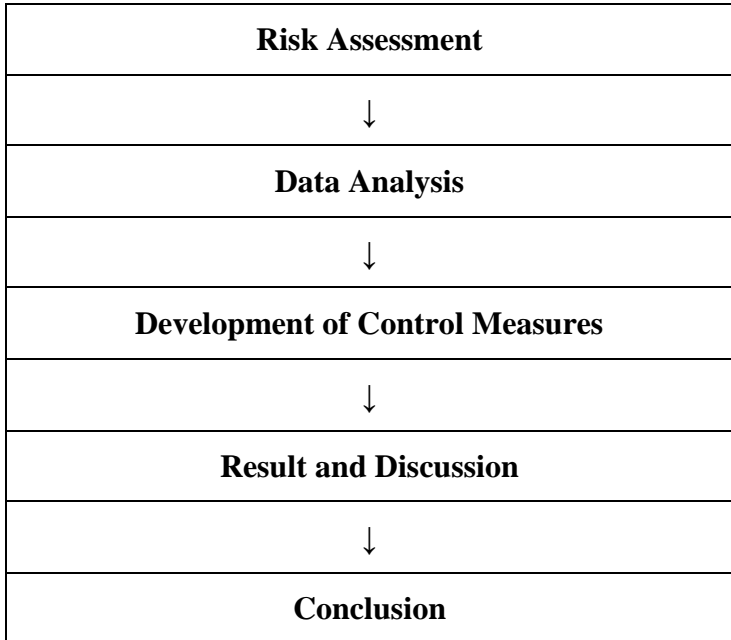 Risk Assessment
↓
Data Analysis
↓
Development of Control Measures
↓
Result and Discussion
↓
Conclusion